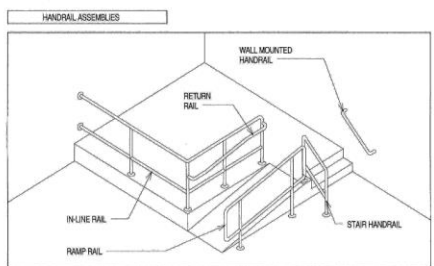 HANDRAIL ASSEMBLIES
WALL MOUNTED
HANDRAIL
RETURN
RAIL
IN-LINE RAIL
STAIR HANDRAIL
RAMP RAIL